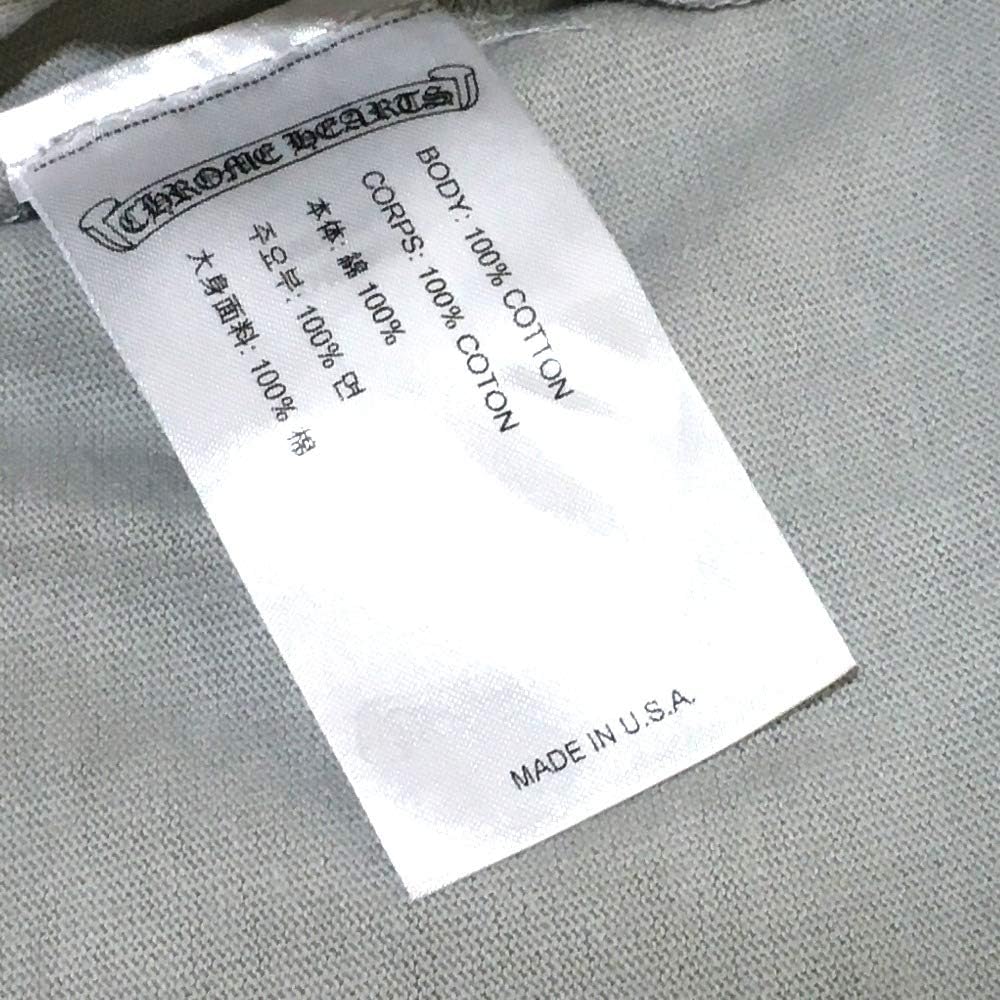 CHROME HEARTS
BODY: 100% COTTON
CORPS: 100% COTON
本体: 綿 100%
주요부: 100% 면
大身面料: 100% 棉
MADE IN U.S.A.